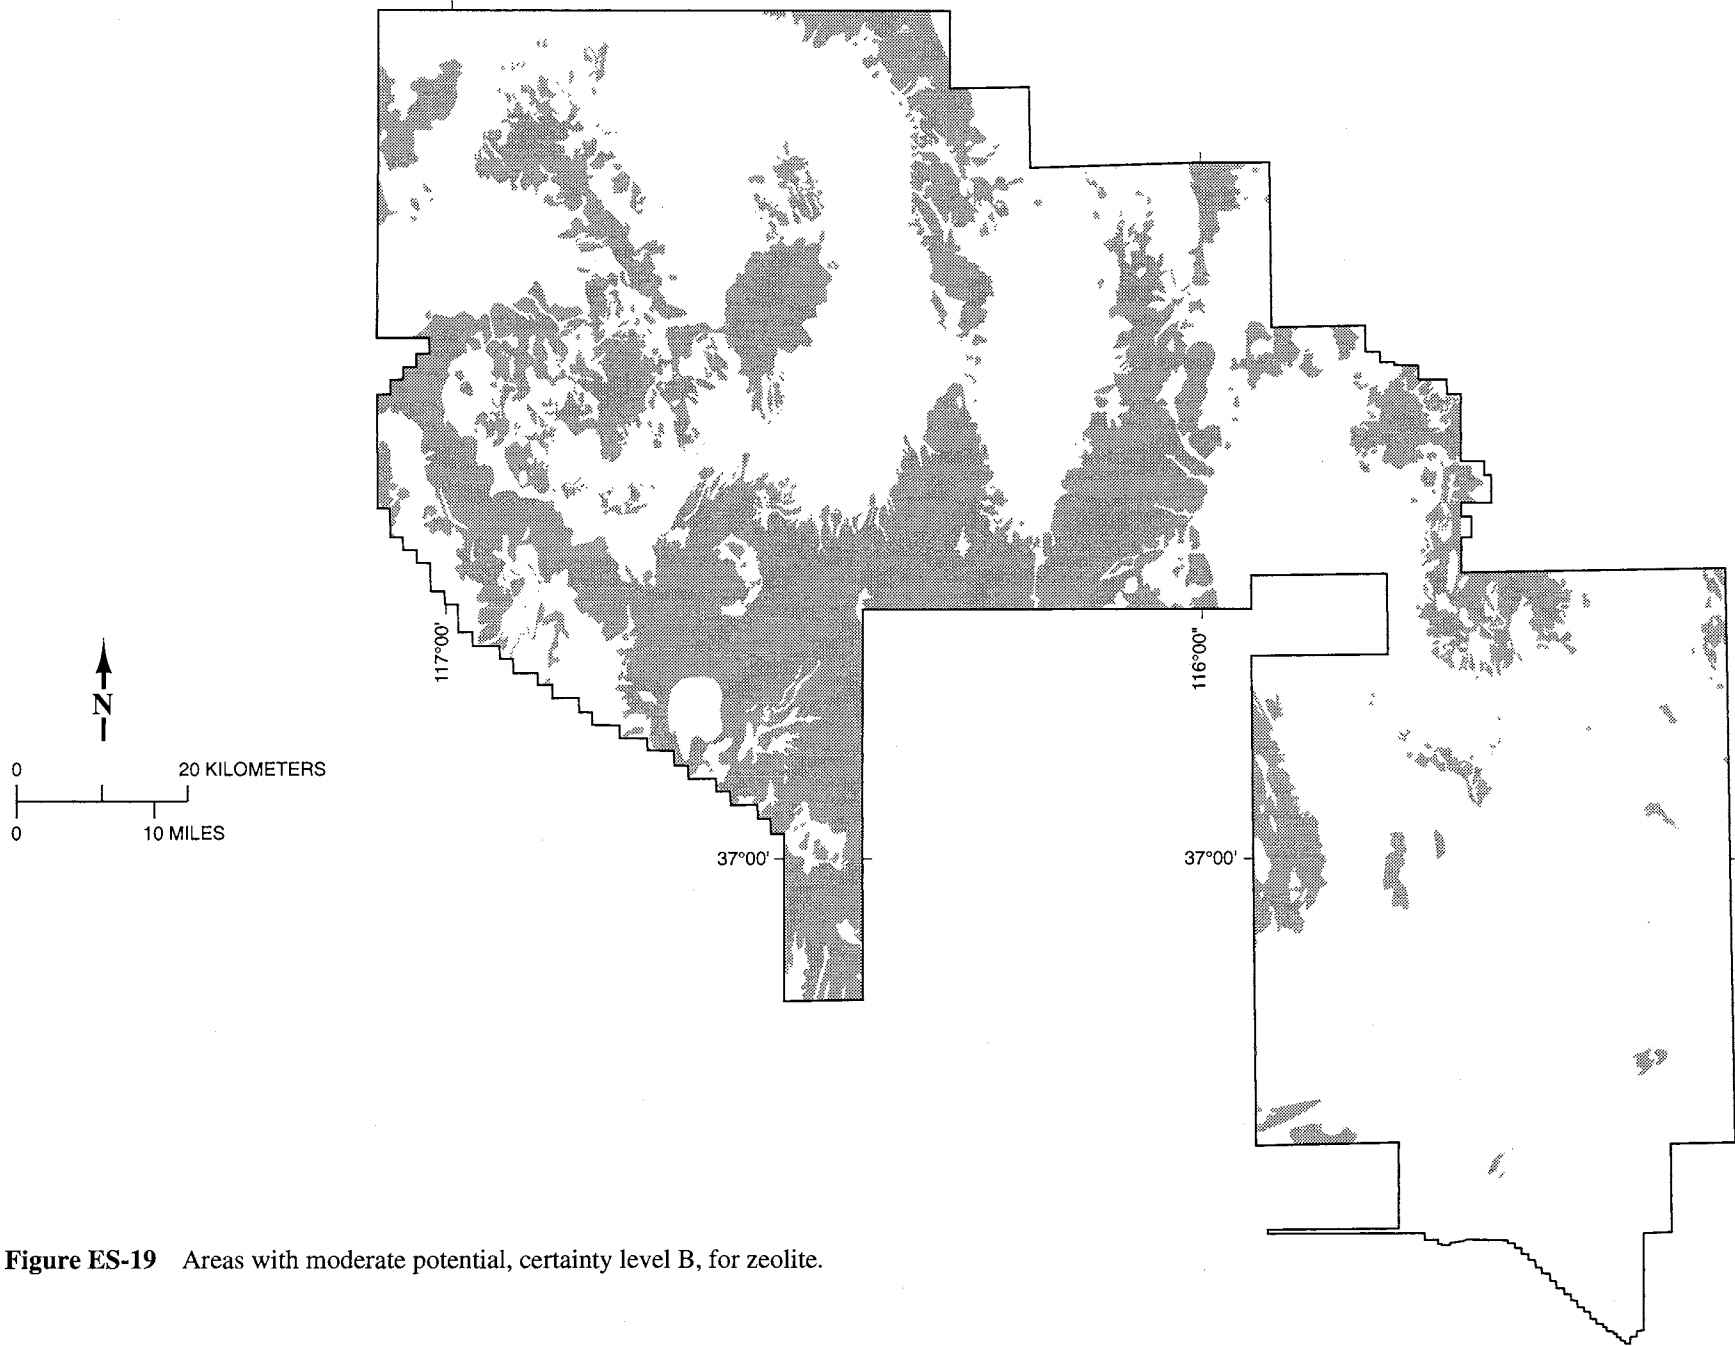 117°00'
116°00"
N
0 20 KILOMETERS
0 10 MILES
37°00'
37°00'
Figure ES-19 Areas with moderate potential, certainty level B, for zeolite.